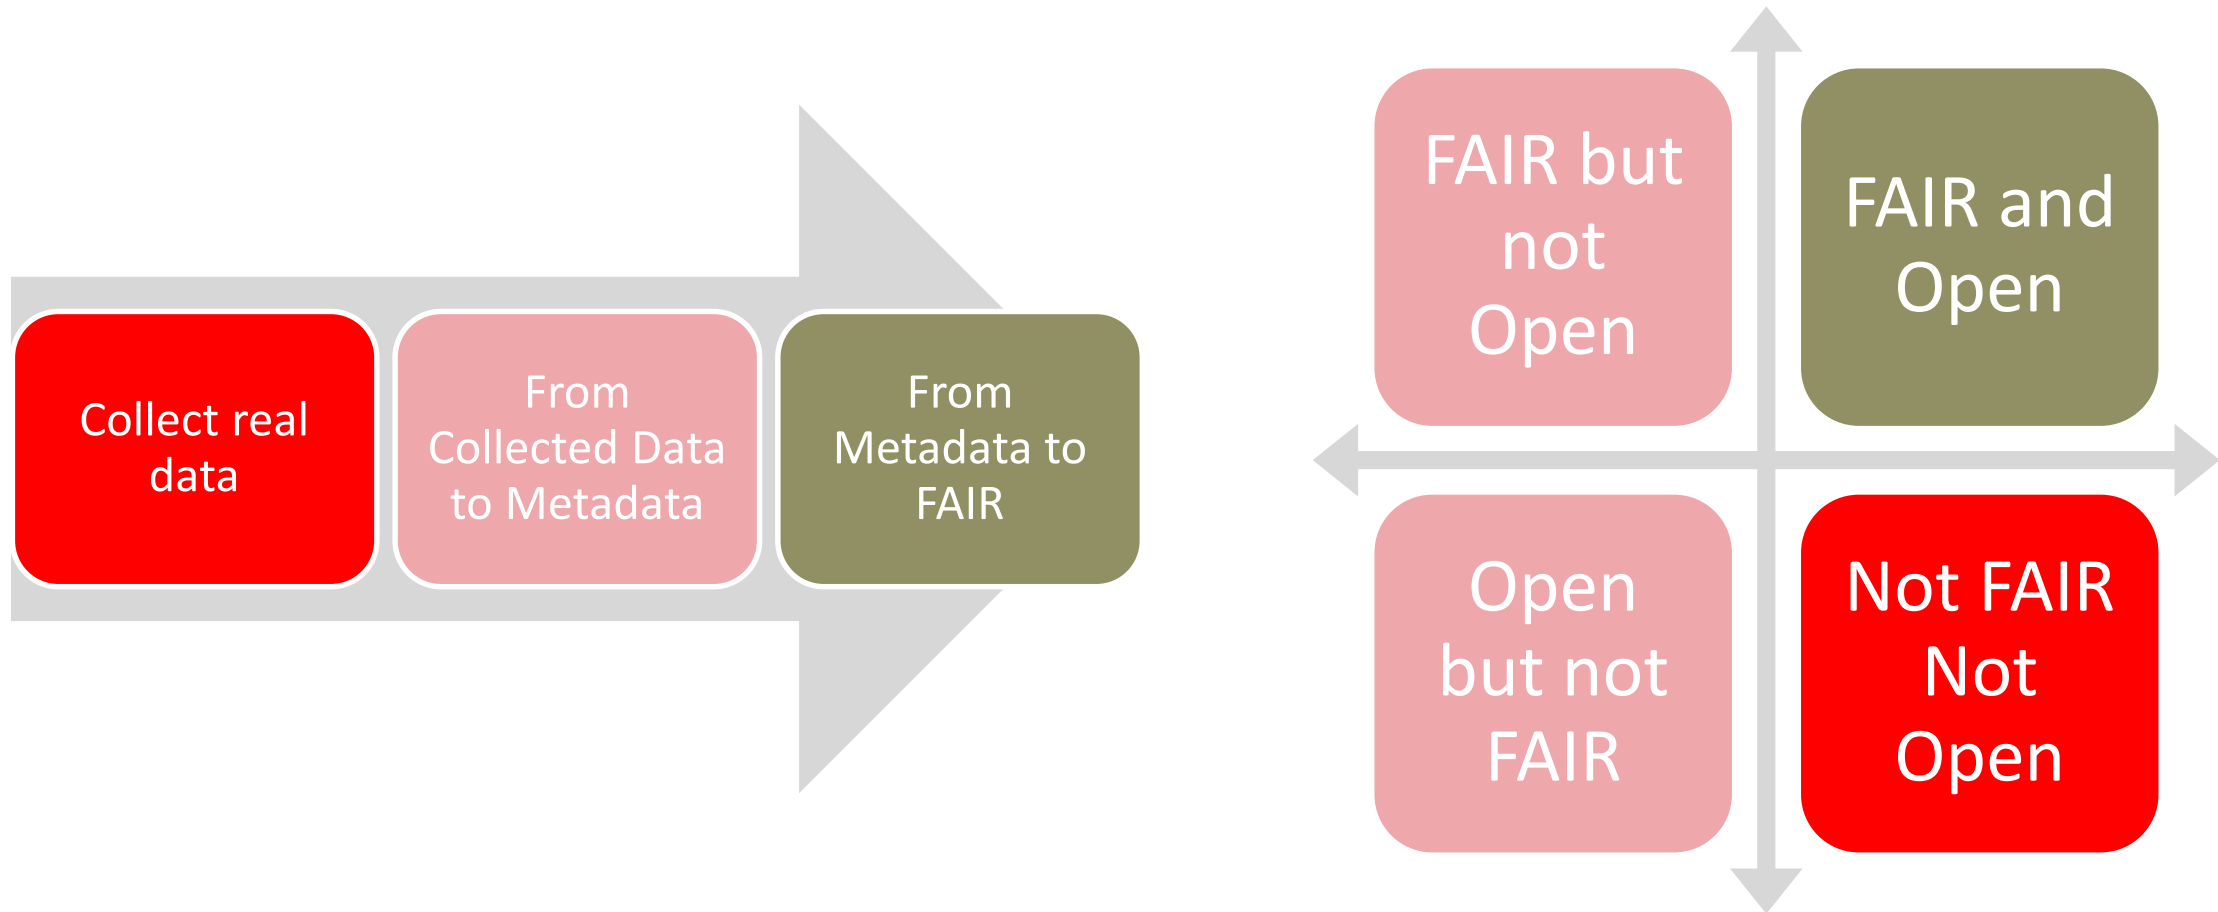 Collect real
data
From
Collected Data
to Metadata
From
Metadata to
FAIR
FAIR but
not
Open
FAIR and
Open
Open
but not
FAIR
Not FAIR
Not
Open